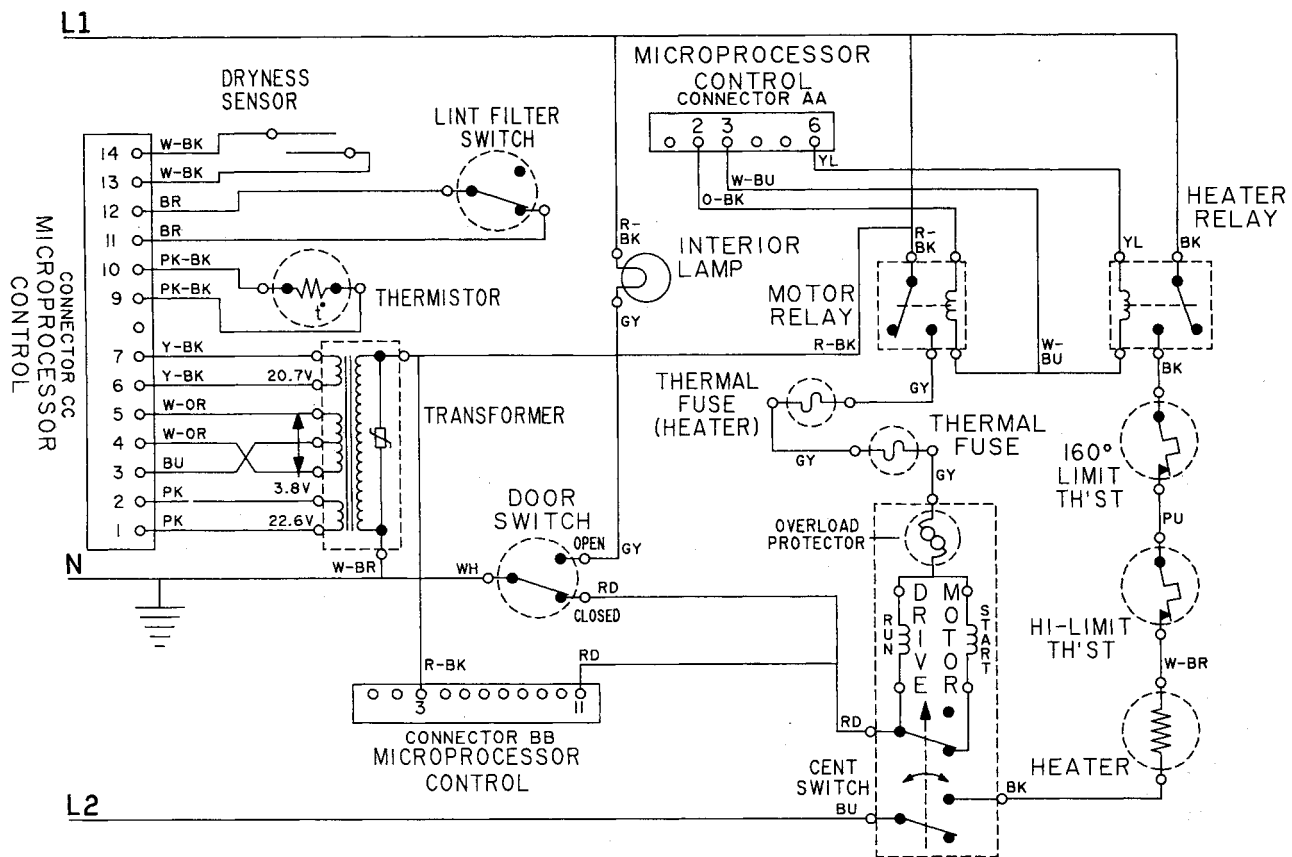 L1
MICROPROCESSOR
CONTROL
CONNECTOR AA
2 3 6
YL
W-BU
O-BK
DRYNESS
SENSOR
LINT FILTER
SWITCH
14 W-BK
13 W-BK
12 BR
11 BR
10 PK-BK
9 PK-BK
7 Y-BK
6 Y-BK
5 W-OR
4 W-OR
3 BU
2 PK
1 PK
CONNECTOR CC
MICROPROCESSOR
CONTROL
t°
THERMISTOR
20.7V
3.8V
22.6V
TRANSFORMER
W-BR
R-BK
INTERIOR
LAMP
GY
R-BK
MOTOR
RELAY
R-BK
HEATER
RELAY
YL
BK
W-BU
BK
GY
THERMAL
FUSE
(HEATER)
THERMAL
FUSE
GY
GY
160°
LIMIT
TH'ST
PU
HI-LIMIT
TH'ST
W-BR
HEATER
BK
OVERLOAD
PROTECTOR
DRIVE
MOTOR
RUN
START
DOOR
SWITCH
OPEN
GY
RD
CLOSED
N
WH
R-BK
RD
3 11
CONNECTOR BB
MICROPROCESSOR
CONTROL
RD
CENT
SWITCH
BU
L2